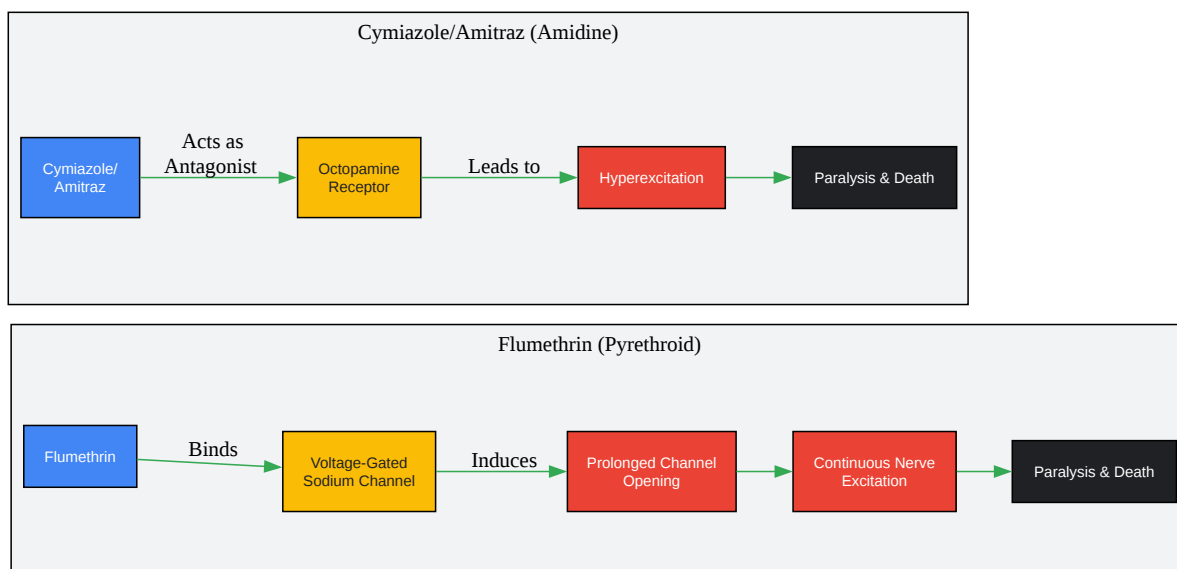 Cymiazole/Amitraz (Amidine)
Cymiazole/
Amitraz
Acts as
Antagonist
Octopamine
Receptor
Leads to
Hyperexcitation
Paralysis & Death
Flumethrin (Pyrethroid)
Flumethrin
Binds
Voltage-Gated
Sodium Channel
Induces
Prolonged Channel
Opening
Continuous Nerve
Excitation
Paralysis & Death